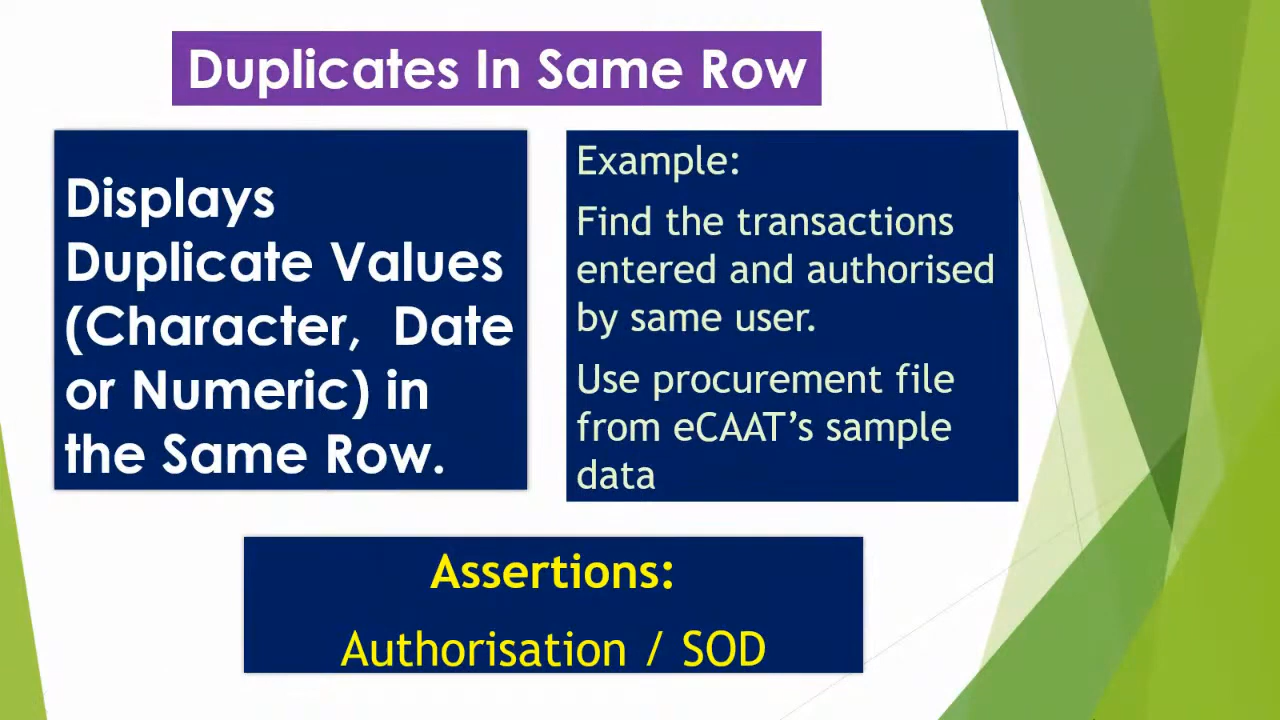 Duplicates In Same Row
Displays
Duplicate Values
(Character, Date
or Numeric) in
the Same Row.
Example:
Find the transactions
entered and authorised
by same user.
Use procurement file
from eCAAT’s sample
data
Assertions:
Authorisation / SOD